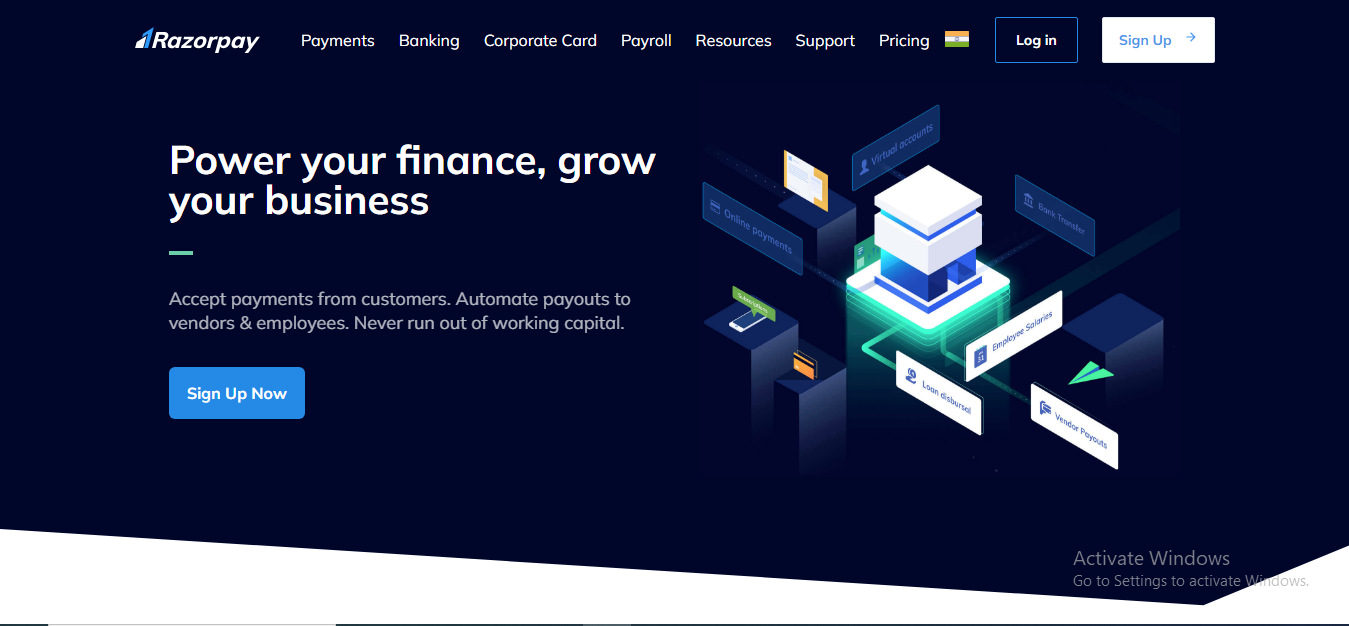 Razorpay
Payments
Banking
Corporate Card
Payroll
Resources
Support
Pricing
Log in
Sign Up
Power your finance, grow
your business
Accept payments from customers. Automate payouts to
vendors & employees. Never run out of working capital.
Sign Up Now
Virtual accounts
Online payments
Bank Transfer
Subscriptions
Employee Salaries
31
Loan disbursal
Vendor Payouts
Activate Windows
Go to Settings to activate Windows.